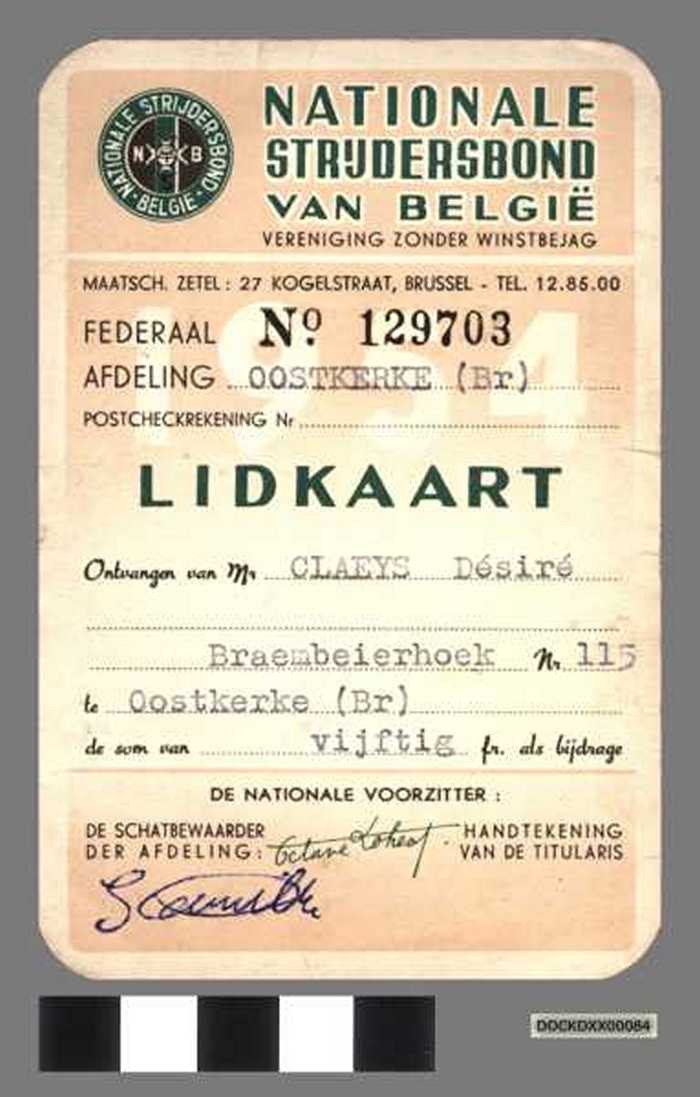 NATIONALE STRIJDERSBOND
• BELGIE •
N B
NATIONALE
STRIJDERSBOND
VAN BELGIË
VERENIGING ZONDER WINSTBEJAG
MAATSCH. ZETEL : 27 KOGELSTRAAT, BRUSSEL - TEL. 12.85.00
1954
FEDERAAL Nº 129703
AFDELING OOSTKERKE (Br)
POSTCHECKREKENING Nr
LIDKAART
Ontvangen van Mr CLAEYS Désiré
Braembeierhoek Nr 115
te Oostkerke (Br)
de som van vijftig fr. als bijdrage
DE NATIONALE VOORZITTER :
DE SCHATBEWAARDER
DER AFDELING :
Octave
HANDTEKENING
VAN DE TITULARIS
DOCKDXX00084